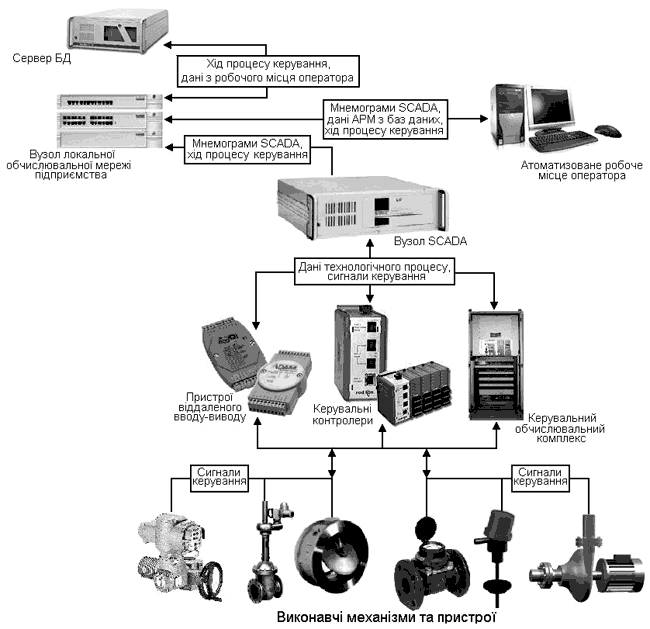 Сервер БД
Хід процесу керування,
дані з робочого місця оператора
Мнемограми SCADA,
дані АРМ з баз даних,
хід процесу керування
Вузол локальної
обчислювальної мережі
підприємства
Мнемограми SCADA,
хід процесу керування
Атоматизоване робоче
місце оператора
Вузол SCADA
Дані технологічного процесу,
сигнали керування
Пристрої
віддаленого
вводу-виводу
Керувальні
контролери
Керувальний
обчислювальний
комплекс
Сигнали
керування
Сигнали
керування
Виконавчі механізми та пристрої